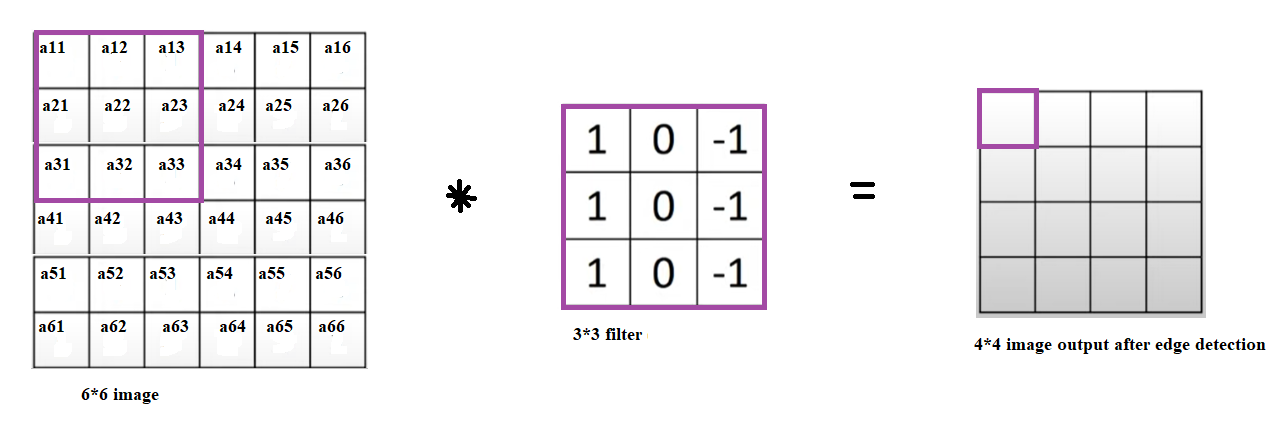 a11 a12 a13 a14 a15 a16
a21 a22 a23 a24 a25 a26
a31 a32 a33 a34 a35 a36
a41 a42 a43 a44 a45 a46
a51 a52 a53 a54 a55 a56
a61 a62 a63 a64 a65 a66
6*6 image
*
1 0 -1
1 0 -1
1 0 -1
3*3 filter
=
4*4 image output after edge detection